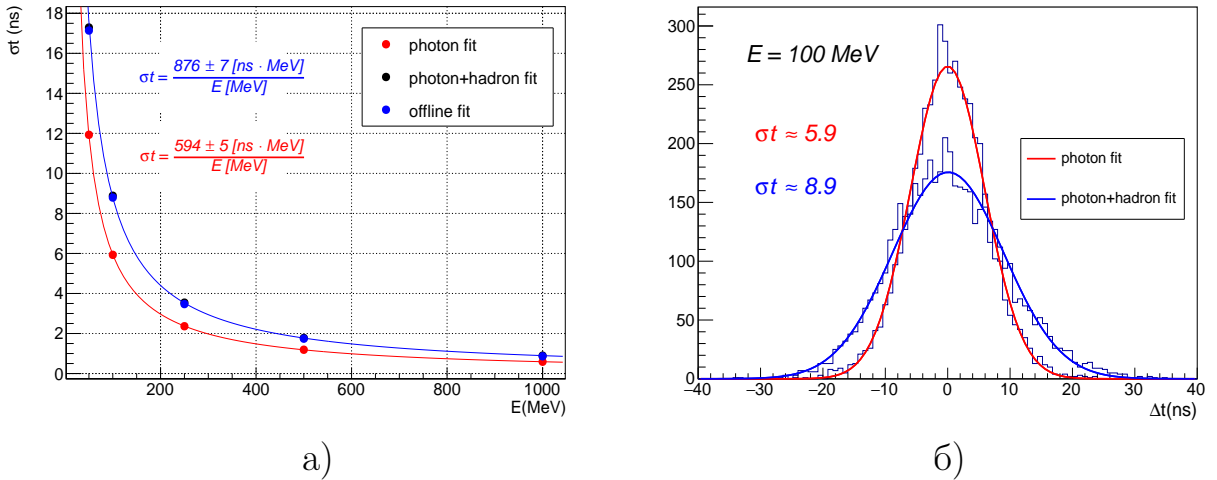 σt (ns)
18
16
14
12
10
8
6
4
2
0
200
400
600
800
1000
E(MeV)
photon fit
photon+hadron fit
offline fit
σt = 876 ± 7 [ns · MeV]
E [MeV]
σt = 594 ± 5 [ns · MeV]
E [MeV]
а)
300
250
200
150
100
50
0
−40
−30
−20
−10
0
10
20
30
40
Δt(ns)
E = 100 MeV
σt ≈ 5.9
σt ≈ 8.9
photon fit
photon+hadron fit
б)